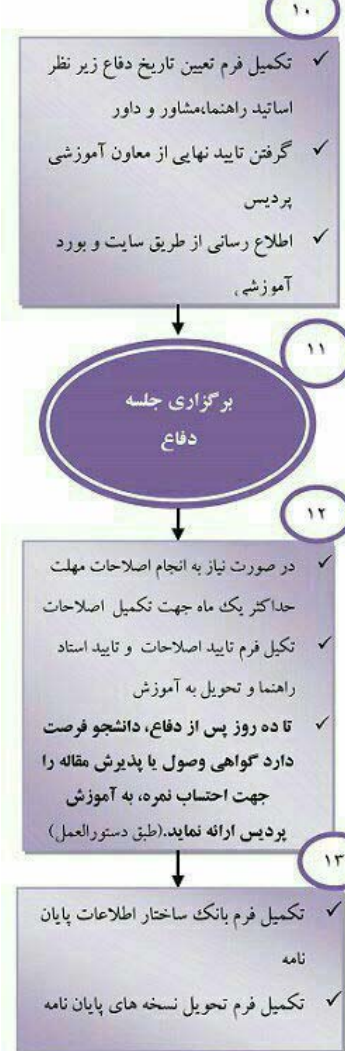 ۱۰
✓ تکمیل فرم تعیین تاریخ دفاع زیر نظر
اساتید راهنما،مشاور و داور
✓ گرفتن تایید نهایی از معاون آموزشی
پردیس
✓ اطلاع رسانی از طریق سایت و بورد
آموزشی
۱۱
برگزاری جلسه
دفاع
۱۲
✓ در صورت نیاز به انجام اصلاحات مهلت
حداکثر یک ماه جهت تکمیل اصلاحات
✓ تکیل فرم تایید اصلاحات و تایید استاد
راهنما و تحویل به آموزش
✓ تا ده روز پس از دفاع، دانشجو فرصت
دارد گواهی وصول یا پذیرش مقاله را
جهت احتساب نمره، به آموزش
پردیس ارائه نماید.(طبق دستورالعمل)
۱۳
✓ تکمیل فرم بانک ساختار اطلاعات پایان
نامه
✓ تکمیل فرم تحویل نسخه های پایان نامه